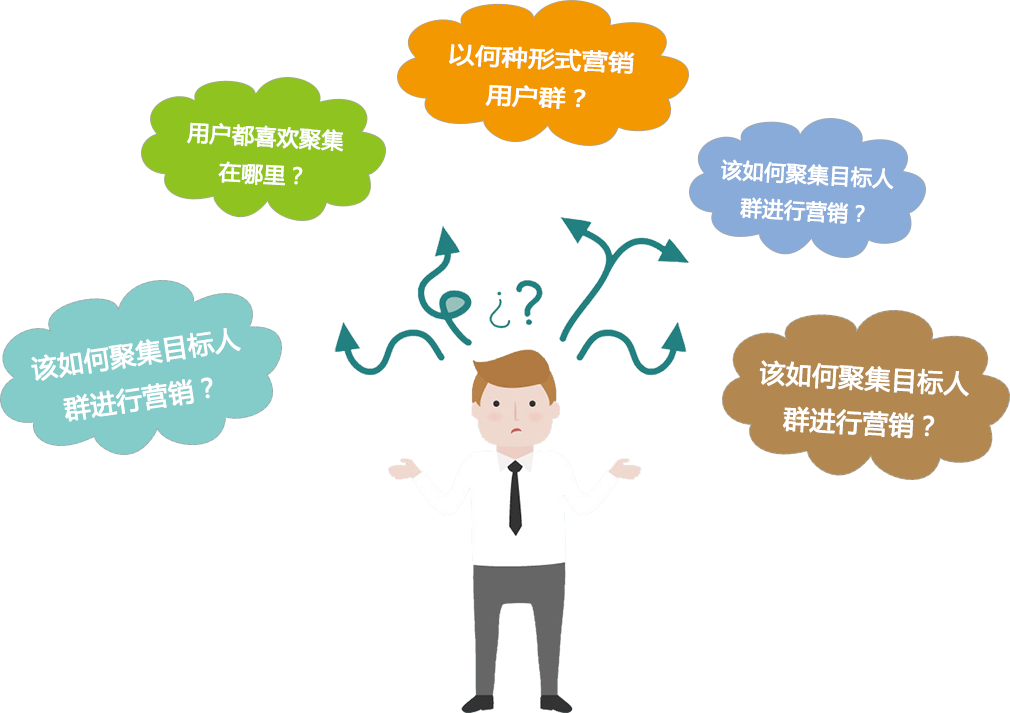 以何种形式营销
用户群？
用户都喜欢聚集
在哪里？
该如何聚集目标人
群进行营销？
该如何聚集目标人
群进行营销？
该如何聚集目标人
群进行营销？
¿?